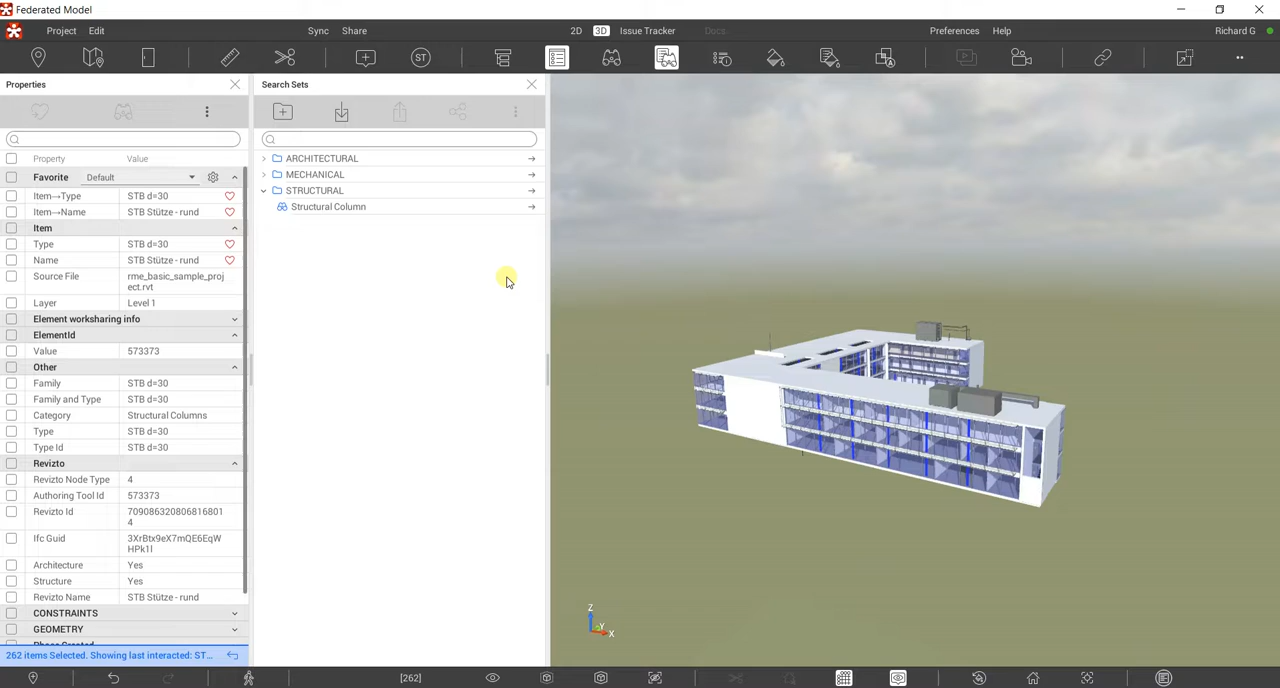 Federated Model
Project Edit Sync Share 2D 3D Issue Tracker Docs Preferences Help Richard G
ST
Properties
Search Sets
Property Value
Favorite Default
Item→Type STB d=30
Item→Name STB Stütze - rund
Item
Type STB d=30
Name STB Stütze - rund
Source File rme_basic_sample_proj
ect.rvt
Layer Level 1
Element worksharing info
ElementId
Value 573373
Other
Family STB d=30
Family and Type STB d=30
Category Structural Columns
Type STB d=30
Type Id STB d=30
Revizto
Revizto Node Type 4
Authoring Tool Id 573373
Revizto Id 709086320806816801
4
Ifc Guid 3XrBtx9eX7mQE6EqW
HPk1l
Architecture Yes
Structure Yes
Revizto Name STB Stütze - rund
CONSTRAINTS
GEOMETRY
Phase Created
262 items Selected. Showing last interacted: ST...
ARCHITECTURAL
MECHANICAL
STRUCTURAL
Structural Column
Z
Y
X
[262]